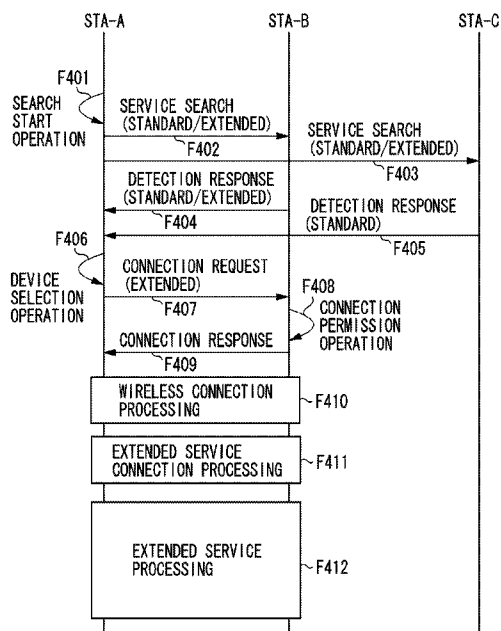 STA-A
STA-B
STA-C
F401
SEARCH
START
OPERATION
SERVICE SEARCH
(STANDARD/EXTENDED)
F402
SERVICE SEARCH
(STANDARD/EXTENDED)
F403
DETECTION RESPONSE
(STANDARD/EXTENDED)
F404
DETECTION RESPONSE
(STANDARD)
F405
F406
DEVICE
SELECTION
OPERATION
CONNECTION REQUEST
(EXTENDED)
F407
F408
CONNECTION
PERMISSION
OPERATION
CONNECTION RESPONSE
F409
WIRELESS CONNECTION
PROCESSING
F410
EXTENDED SERVICE
CONNECTION PROCESSING
F411
EXTENDED SERVICE
PROCESSING
F412